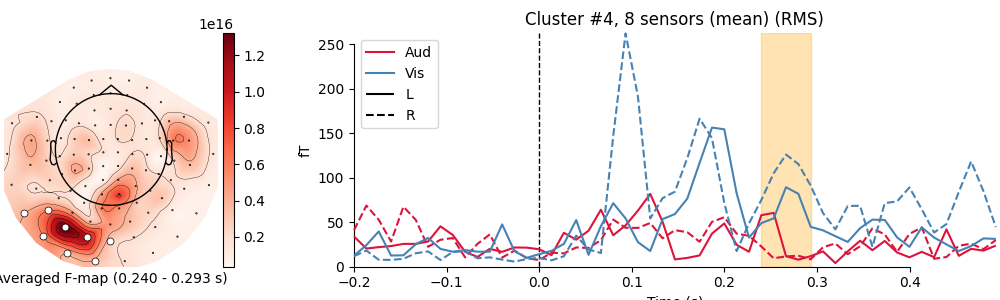 Cluster #4, 8 sensors (mean) (RMS)
1e16
1.2
1.0
0.8
0.6
0.4
0.2
Averaged F-map (0.240 - 0.293 s)
fT
250
200
150
100
50
0
Aud
Vis
L
R
−0.2
−0.1
0.0
0.1
0.2
0.3
0.4
Time (s)